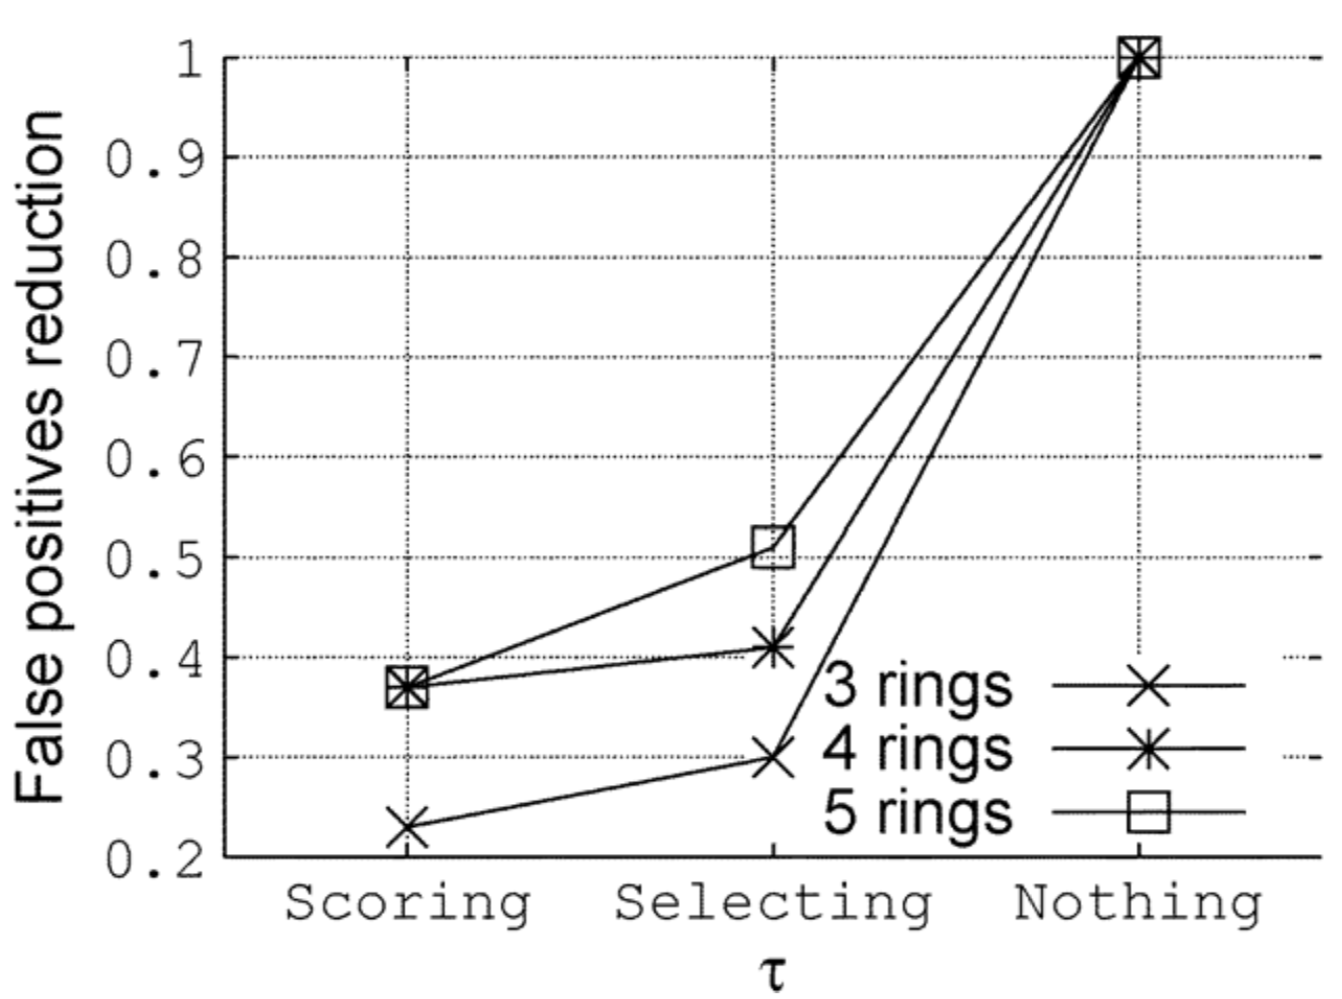 False positives reduction
1
0.9
0.8
0.7
0.6
0.5
0.4
0.3
0.2
3 rings
4 rings
5 rings
Scoring Selecting Nothing
τ